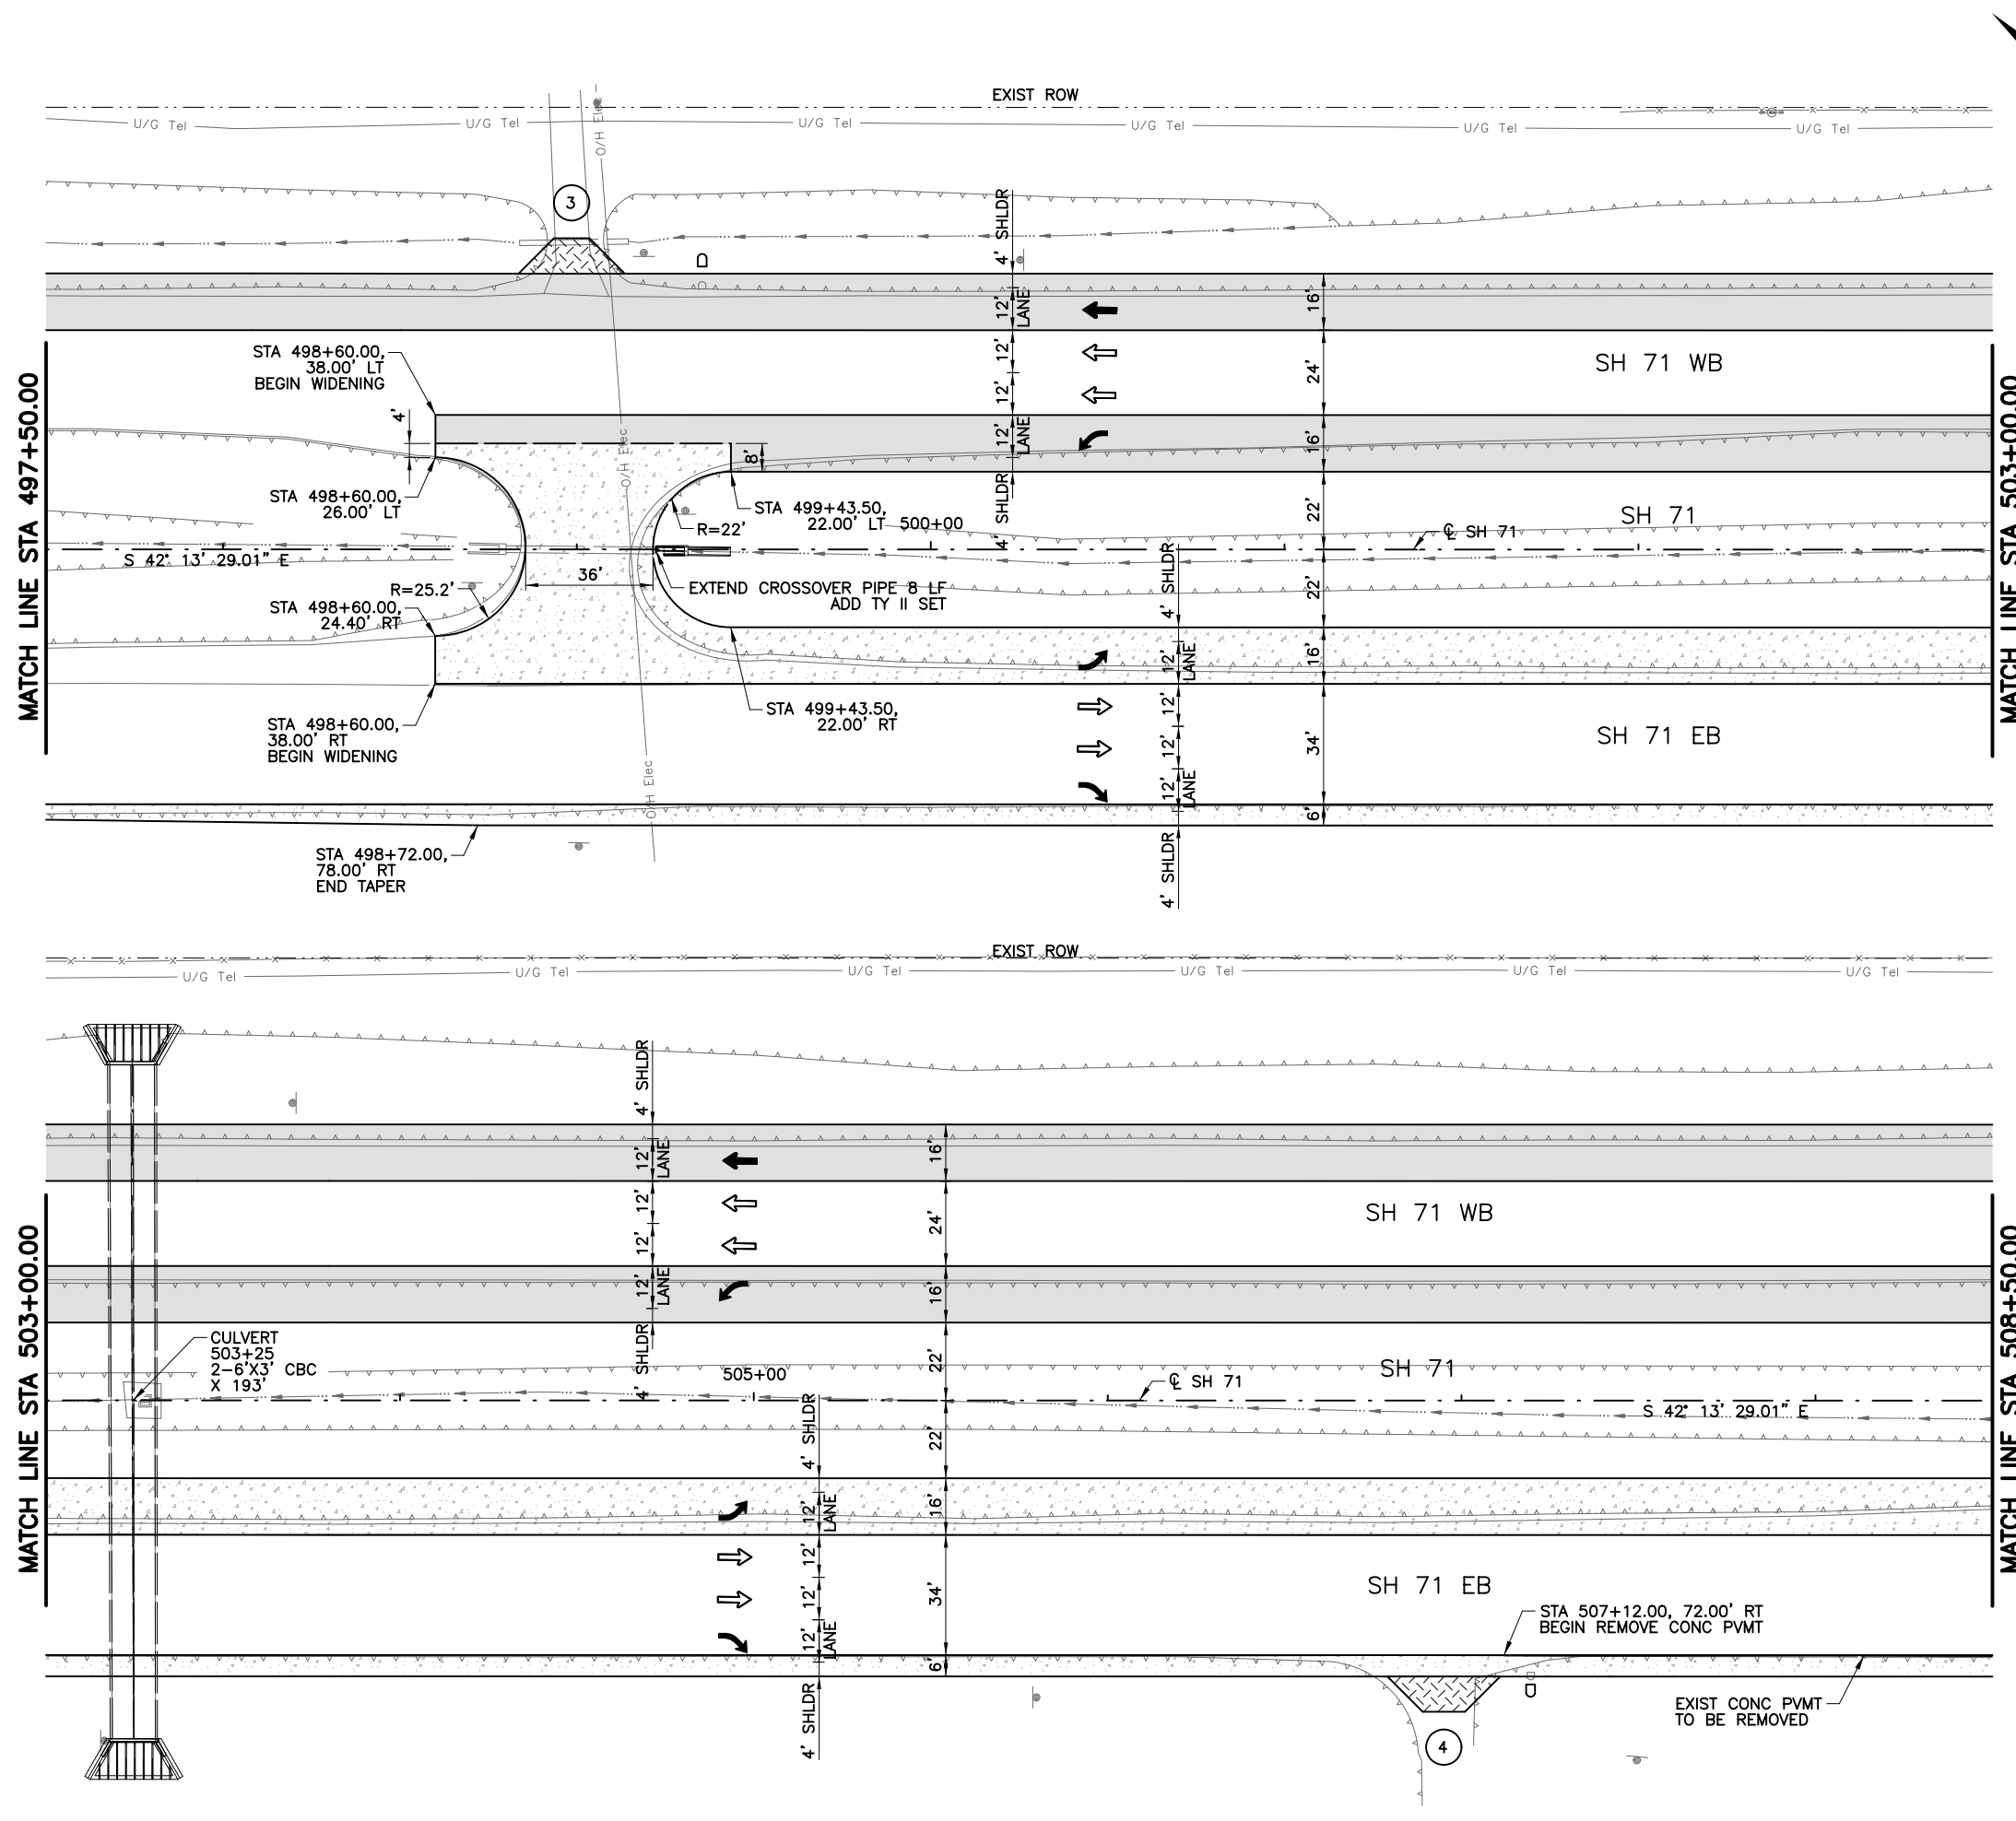 EXIST ROW
U/G Tel
U/G Tel
U/G Tel
U/G Tel
U/G Tel
U/G Tel
O/H Elec
3
4' SHLDR
12'
LANE
16'
12'
24'
SH 71 WB
12'
STA 498+60.00,
38.00' LT
BEGIN WIDENING
4'
12'
LANE
16'
8'
MATCH LINE STA 497+50.00
MATCH LINE STA 503+00.00
O/H Elec
STA 498+60.00,
26.00' LT
4' SHLDR
STA 499+43.50,
22.00' LT
R=22'
500+00
22'
SH 71
℄ SH 71
S 42° 13' 29.01" E
36'
R=25.2'
EXTEND CROSSOVER PIPE 8 LF
ADD TY II SET
4' SHLDR
22'
STA 498+60.00,
24.40' RT
12'
LANE
16'
STA 499+43.50,
22.00' RT
STA 498+60.00,
38.00' RT
BEGIN WIDENING
12'
12'
34'
SH 71 EB
O/H Elec
12'
LANE
6'
STA 498+72.00,
78.00' RT
END TAPER
4' SHLDR
EXIST ROW
U/G Tel
U/G Tel
U/G Tel
U/G Tel
U/G Tel
U/G Tel
4' SHLDR
12'
LANE
16'
12'
24'
SH 71 WB
12'
12'
LANE
16'
MATCH LINE STA 503+00.00
MATCH LINE STA 508+50.00
CULVERT
503+25
2-6'X3' CBC
X 193'
4' SHLDR
22'
505+00
SH 71
℄ SH 71
S 42° 13' 29.01" E
4' SHLDR
22'
12'
LANE
16'
12'
12'
34'
SH 71 EB
STA 507+12.00, 72.00' RT
BEGIN REMOVE CONC PVMT
12'
LANE
6'
4' SHLDR
EXIST CONC PVMT
TO BE REMOVED
4